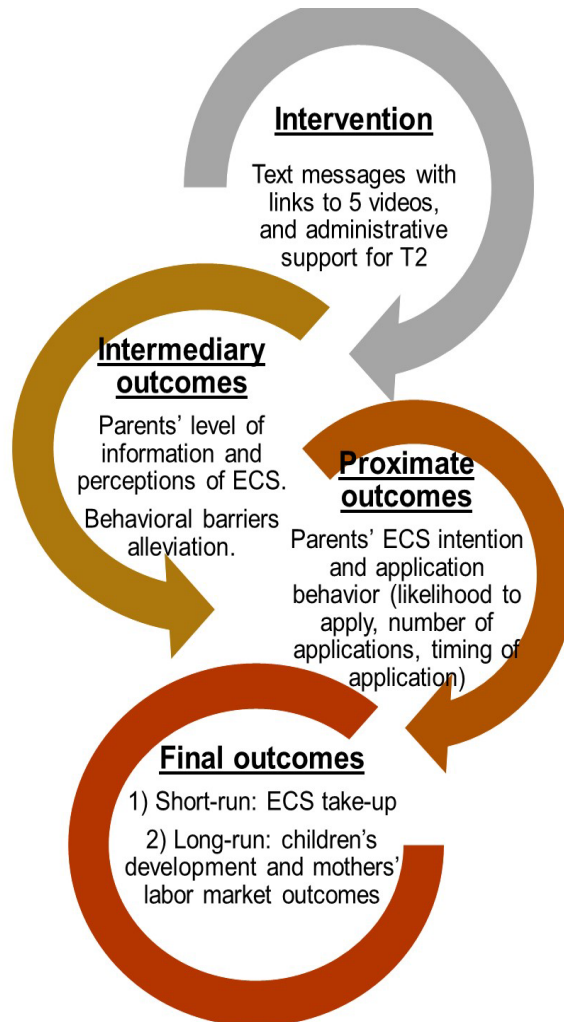 Intervention
Text messages with
links to 5 videos,
and administrative
support for T2
Intermediary
outcomes
Parents’ level of
information and
perceptions of ECS.
Behavioral barriers
alleviation.
Proximate
outcomes
Parents’ ECS intention
and application
behavior (likelihood to
apply, number of
applications, timing of
application)
Final outcomes
1) Short-run: ECS take-up
2) Long-run: children’s
development and mothers’
labor market outcomes